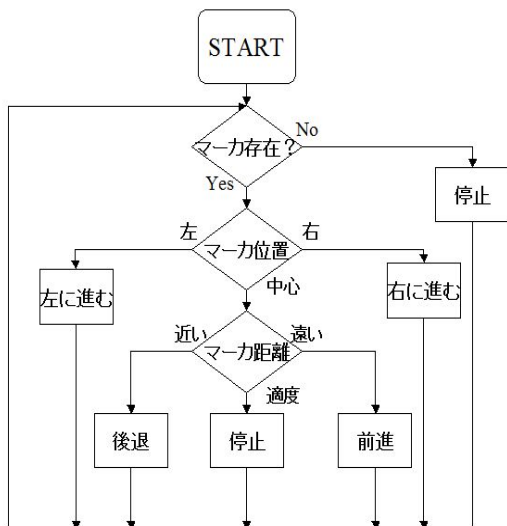 START
マーカ存在?
No
Yes
停止
左
マーカ位置
右
左に進む
中心
右に進む
近い
マーカ距離
遠い
適度
後退
停止
前進